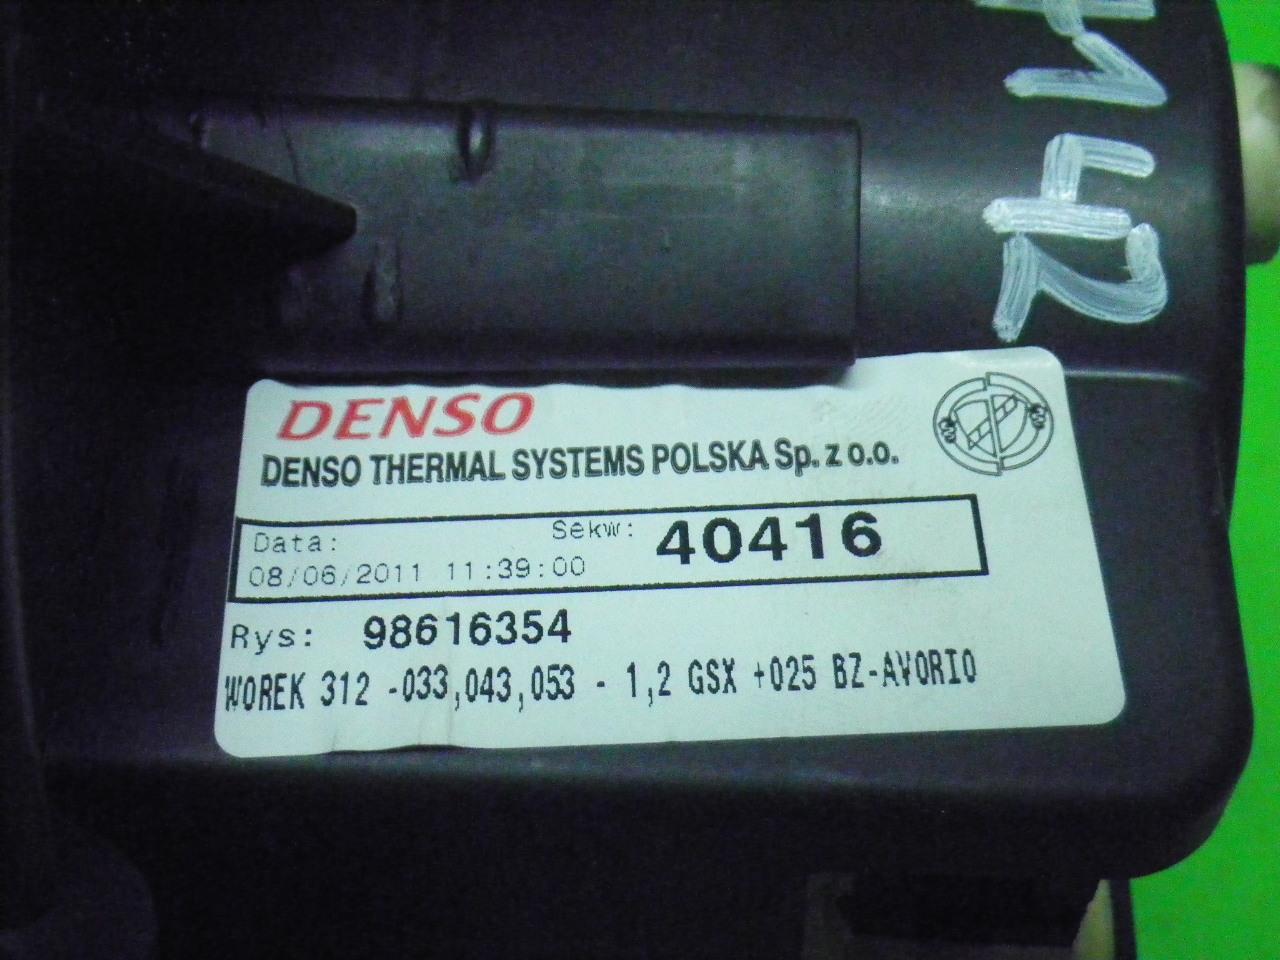 DENSO
DENSO THERMAL SYSTEMS POLSKA Sp. z o.o.
Data:
Sekw: 40416
08/06/2011 11:39:00
Rys: 98616354
WOREK 312 -033,043,053 - 1,2 GSX +025 BZ-AVORIO